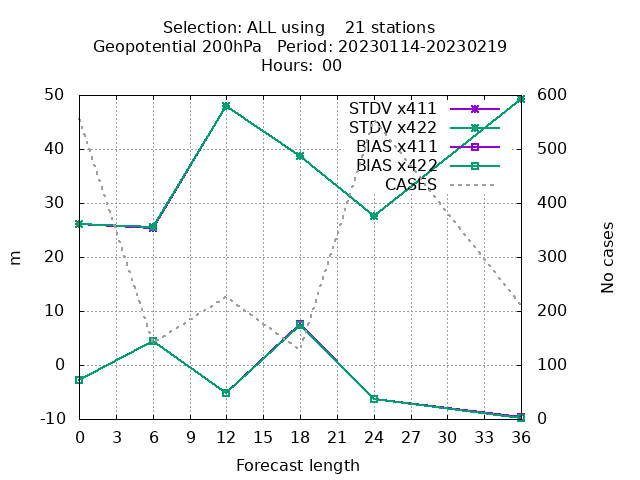 Selection: ALL using    21 stations
Geopotential 200hPa   Period: 20230114-20230219
Hours: 00
50
40
30
20
10
0
-10
600
500
400
300
200
100
0
STDV x411
STDV x422
BIAS x411
BIAS x422
CASES
m
No cases
0 3 6 9 12 15 18 21 24 27 30 33 36
Forecast length